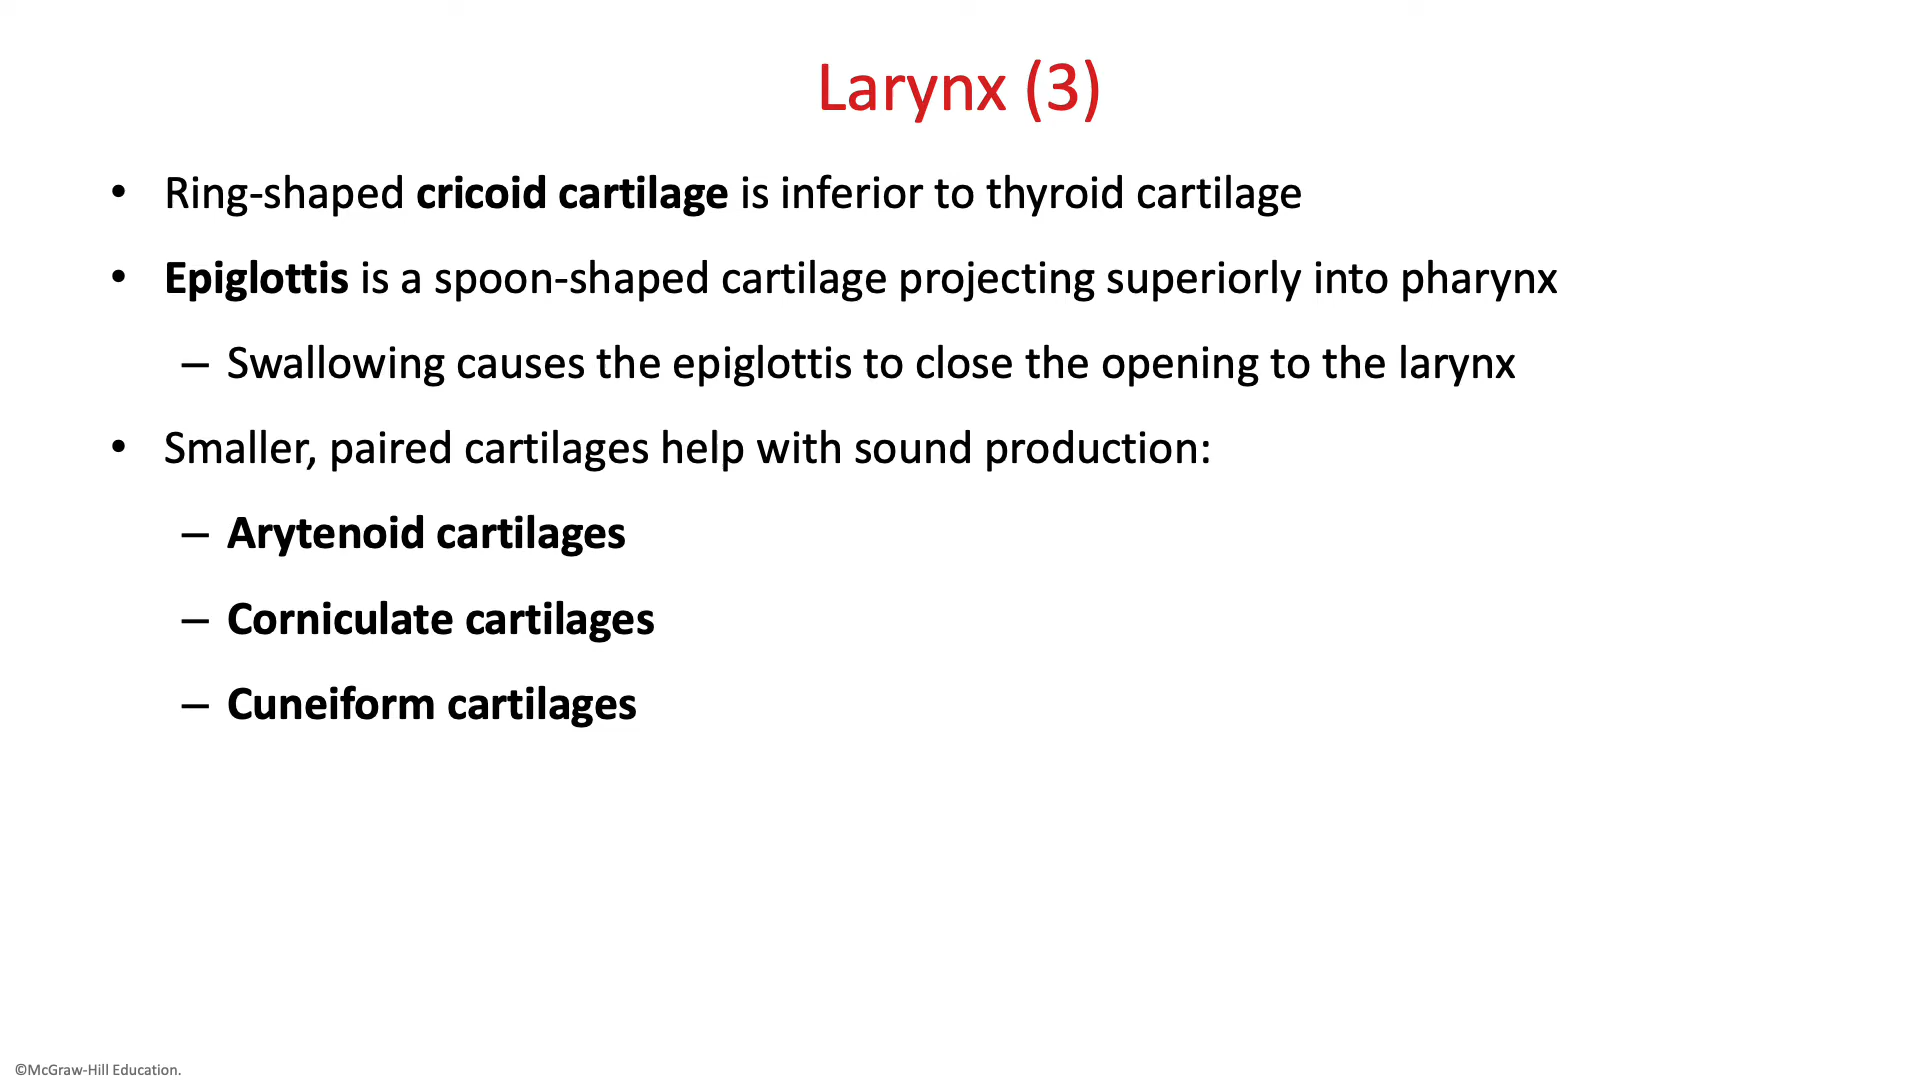 Larynx (3)
• Ring-shaped cricoid cartilage is inferior to thyroid cartilage
• Epiglottis is a spoon-shaped cartilage projecting superiorly into pharynx
– Swallowing causes the epiglottis to close the opening to the larynx
• Smaller, paired cartilages help with sound production:
– Arytenoid cartilages
– Corniculate cartilages
– Cuneiform cartilages
©McGraw-Hill Education.